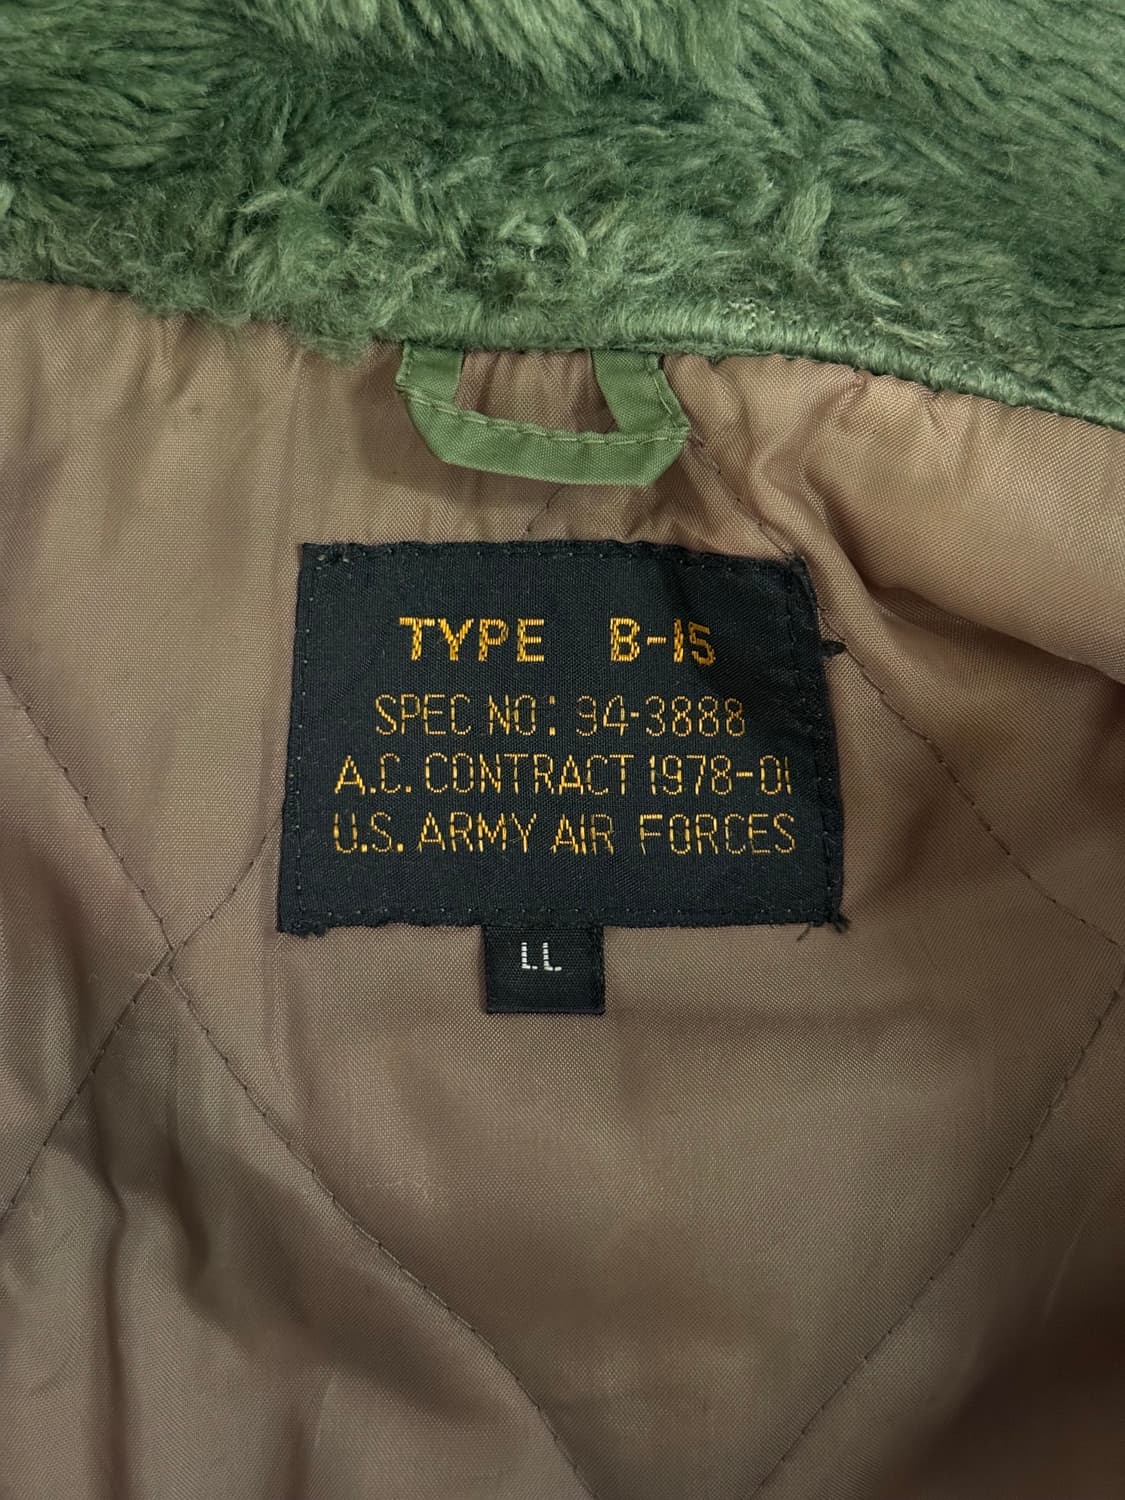 TYPE B-15
SPEC NO: 94-3888
A.C. CONTRACT 1978-01
U.S. ARMY AIR FORCES
LL